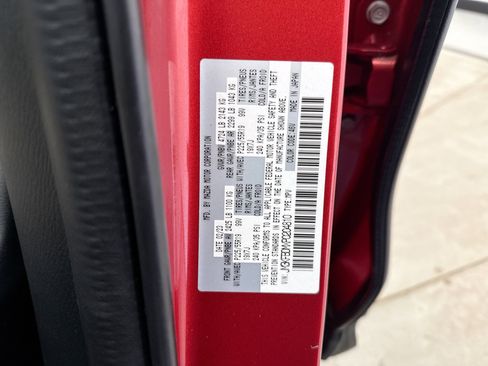 MFD. BY MAZDA MOTOR CORPORATION
DATE 02/23 GVWR/PNBV 4724 LB 2143 KG
FRONT GAWR/PNBE AV 2425 LB 1100 KG REAR GAWR/PNBE AR 2299 LB 1043 KG
WITH/AVEC P225/55R19 99V TIRES/PNEUS WITH/AVEC P225/55R19 99V TIRES/PNEUS
19X7J RIMS/JANTES 19X7J RIMS/JANTES
240 KPA/35 PSI COLD/A FROID 240 KPA/35 PSI COLD/A FROID
THIS VEHICLE CONFORMS TO ALL APPLICABLE FEDERAL MOTOR VEHICLE SAFETY AND THEFT
PREVENTION STANDARDS IN EFFECT ON THE DATE OF MANUFACTURE SHOWN ABOVE.
VIN: TYPE: MPV COLOR CODE: 46V MADE IN JAPAN